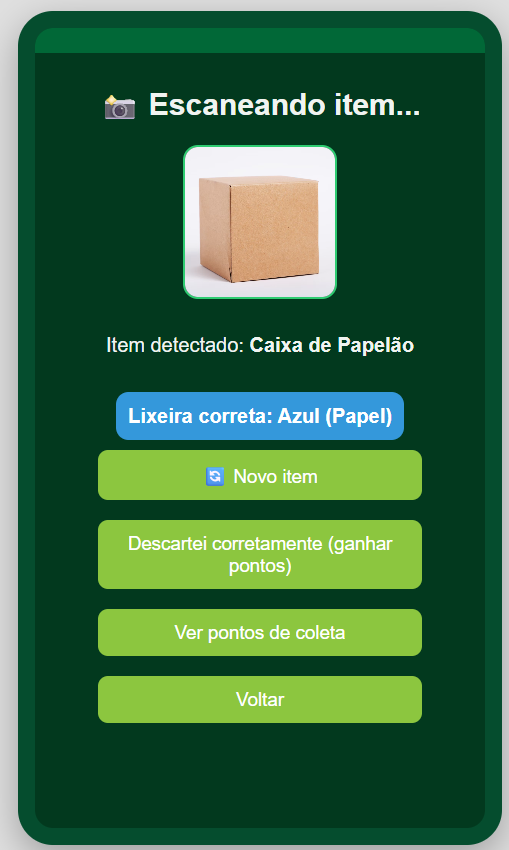 Escaneando item...
Item detectado: Caixa de Papelão
Lixeira correta: Azul (Papel)
Novo item
Descartei corretamente (ganhar
pontos)
Ver pontos de coleta
Voltar